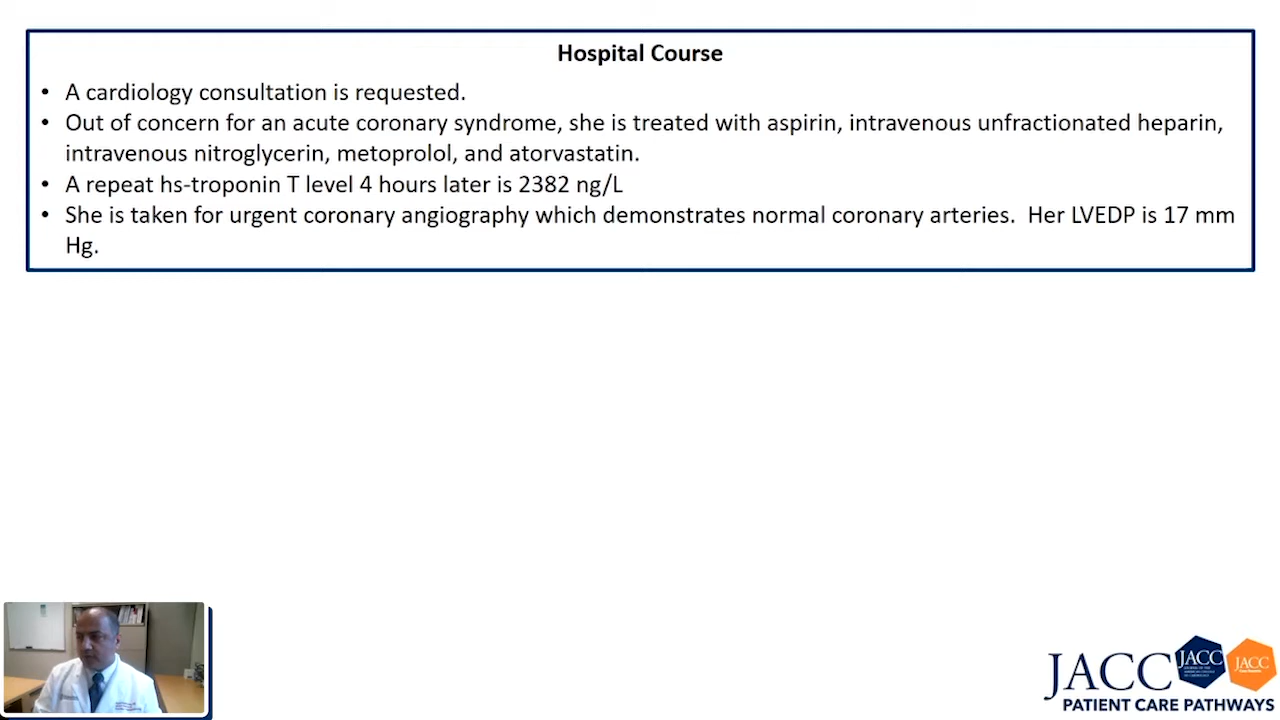 Hospital Course
• A cardiology consultation is requested.
• Out of concern for an acute coronary syndrome, she is treated with aspirin, intravenous unfractionated heparin,
intravenous nitroglycerin, metoprolol, and atorvastatin.
• A repeat hs-troponin T level 4 hours later is 2382 ng/L
• She is taken for urgent coronary angiography which demonstrates normal coronary arteries.  Her LVEDP is 17 mm
Hg.
JACC
JACC
JACC
PATIENT CARE PATHWAYS